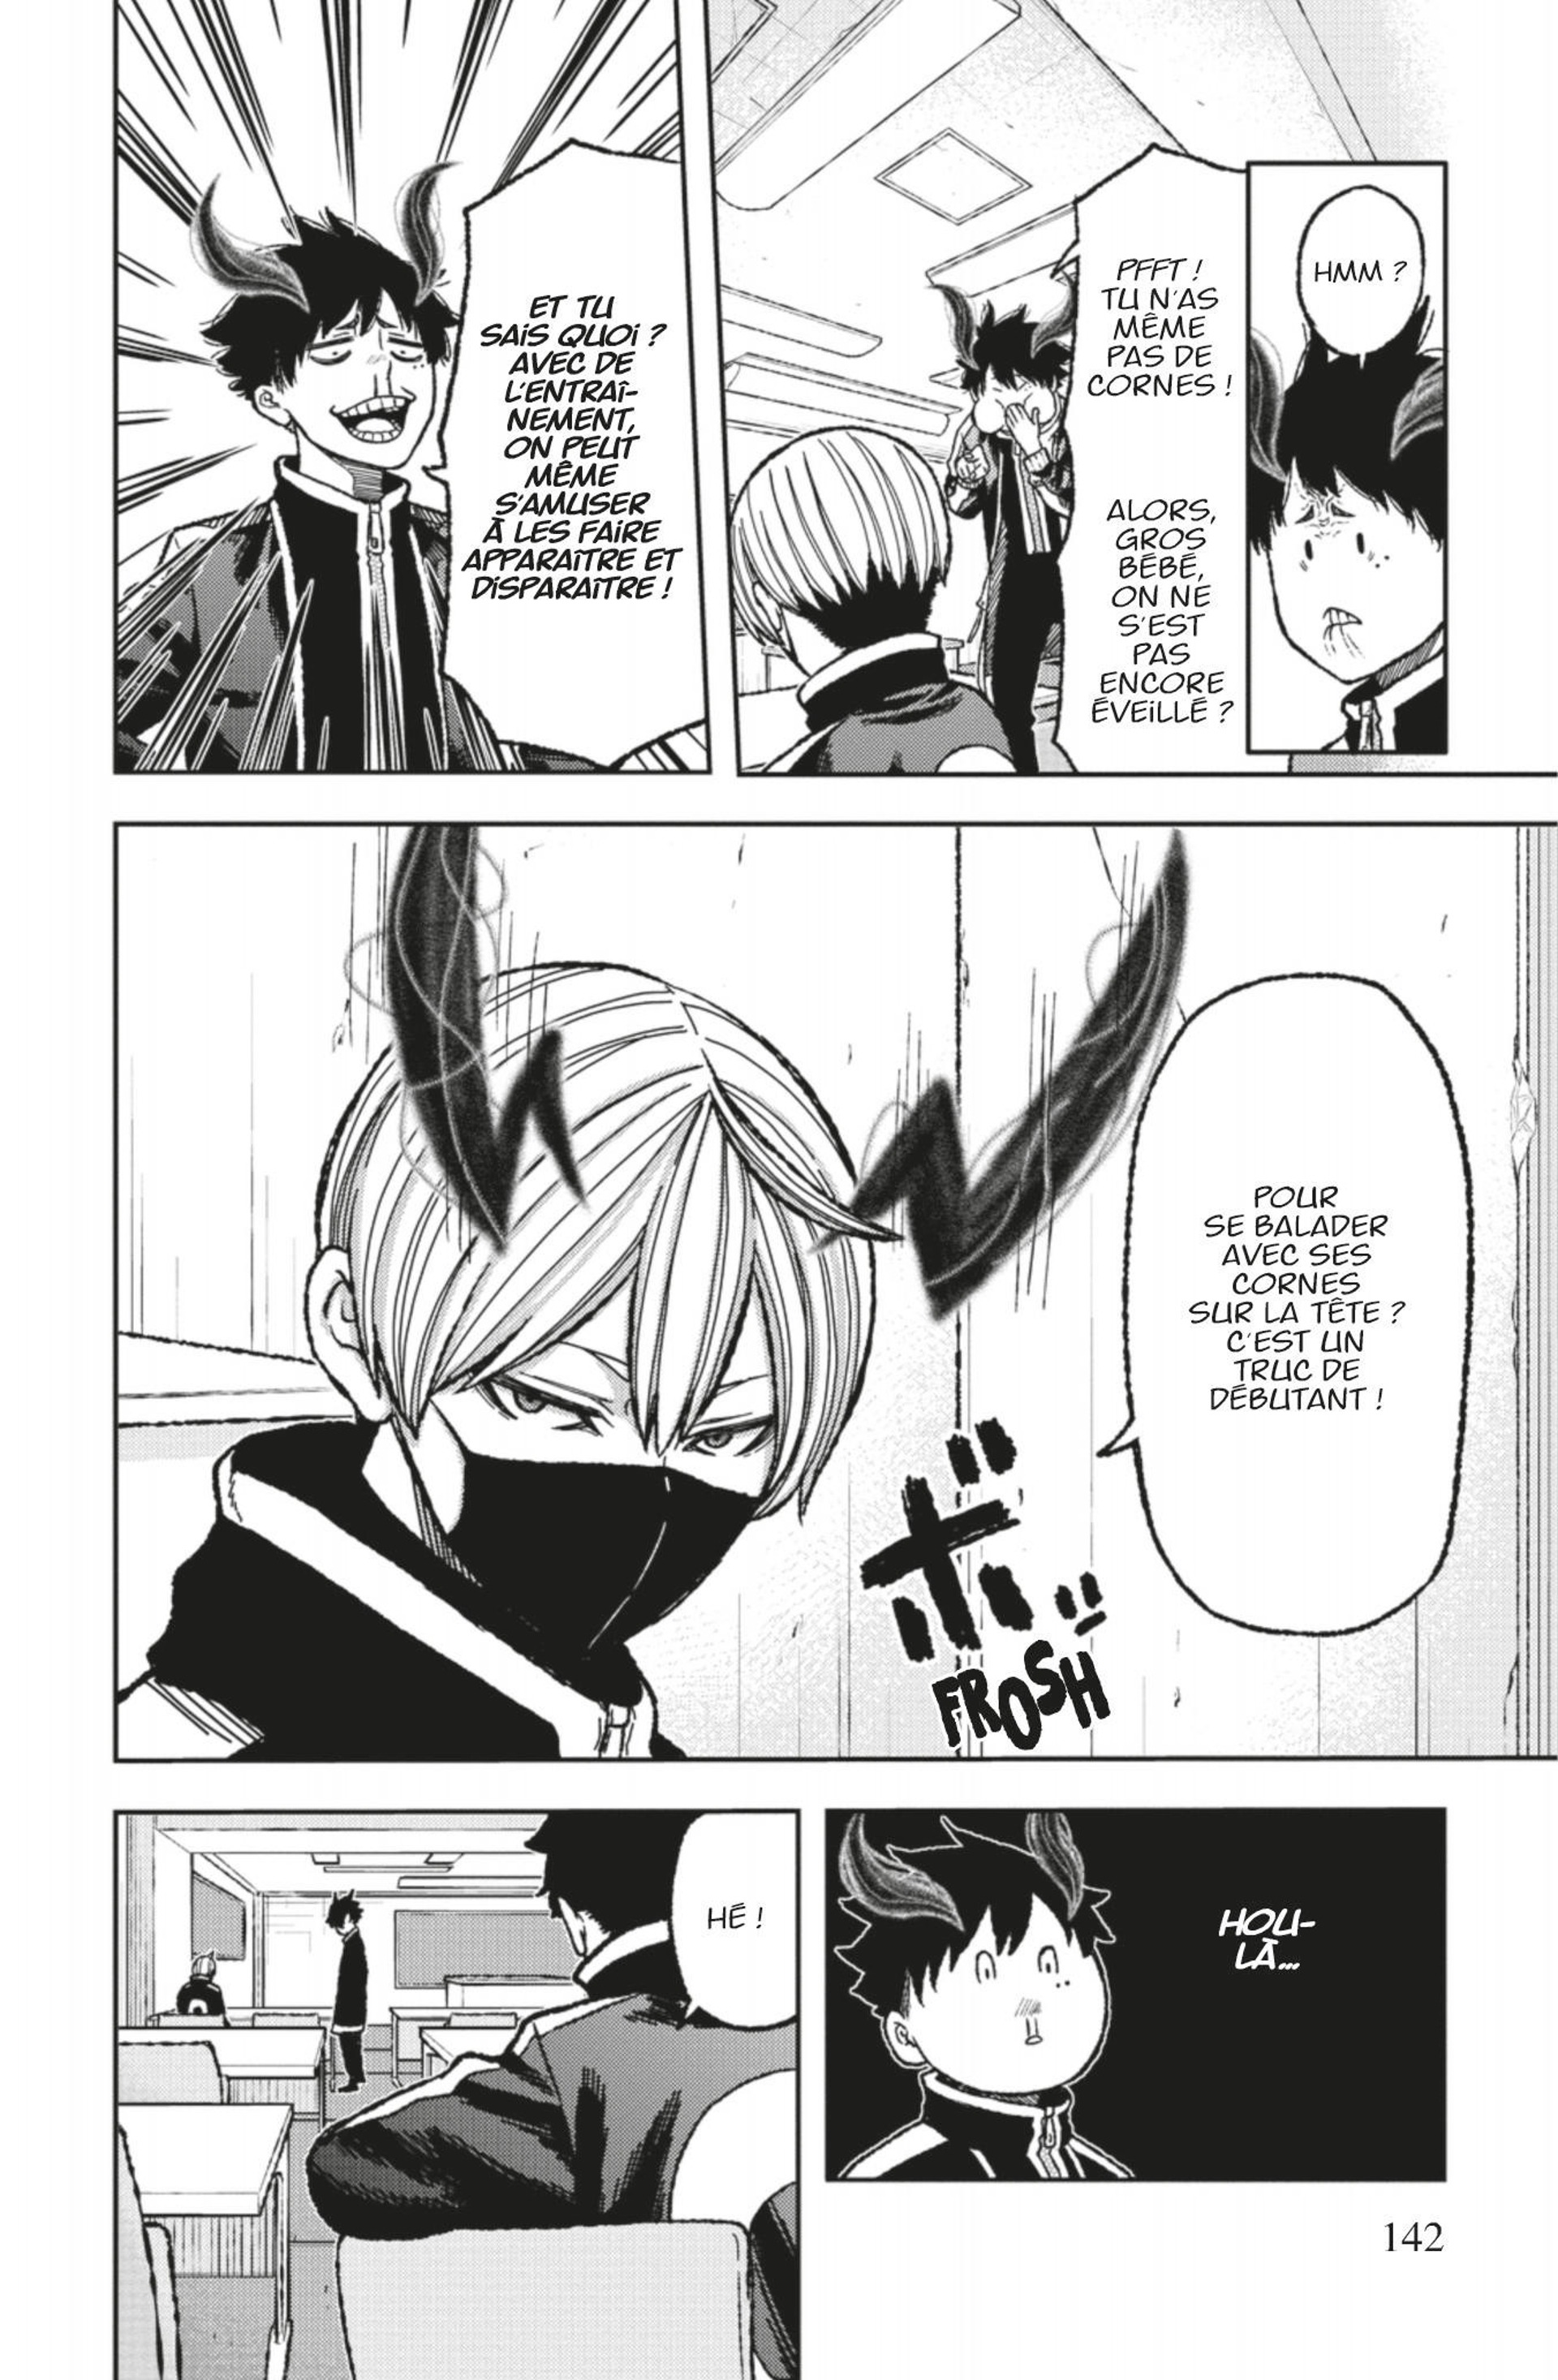 HMM ?
PFFT !
TU N'AS
MÊME
PAS DE
CORNES !
ALORS,
GROS
BÉBÉ,
ON NE
S'EST
PAS
ENCORE
ÉVEILLÉ ?
ET TU
SAIS QUOI ?
AVEC DE
L'ENTRAÎ-
NEMENT,
ON PEUT
MÊME
S'AMUSER
À LES FAIRE
APPARAÎTRE ET
DISPARAÎTRE !
POUR
SE BALADER
AVEC SES
CORNES
SUR LA TÊTE ?
C'EST UN
TRUC DE
DÉBUTANT !
ボッ
FROSH
HOU-
LÀ...
HÉ !
142